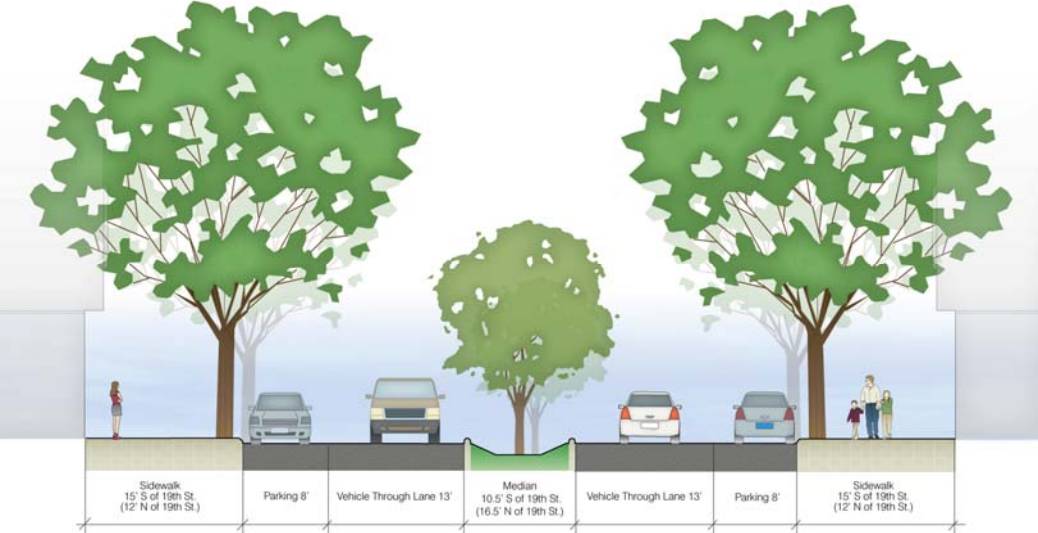 Sidewalk
15' S of 19th St.
(12' N of 19th St.)
Parking 8'
Vehicle Through Lane 13'
Median
10.5' S of 19th St.
(16.5' N of 19th St.)
Vehicle Through Lane 13'
Parking 8'
Sidewalk
15' S of 19th St.
(12' N of 19th St.)